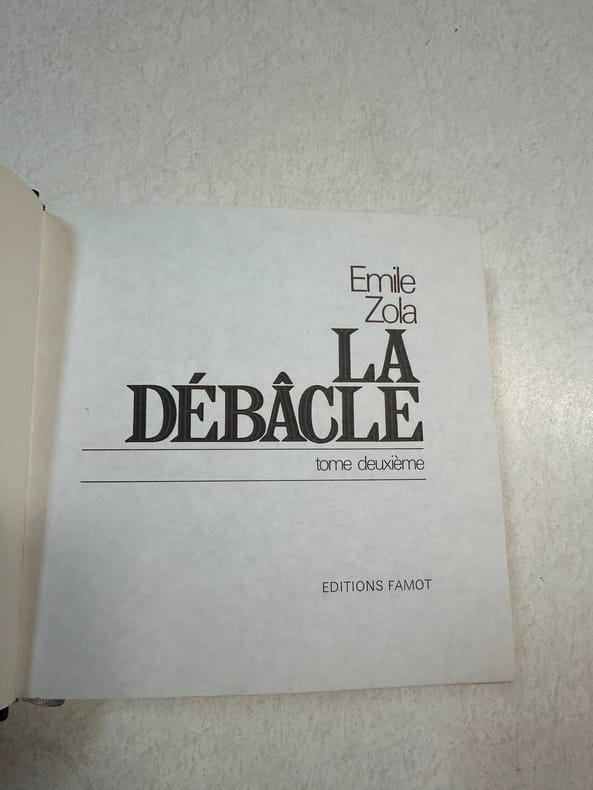 Emile
Zola
LA
DÉBÂCLE
tome deuxième
EDITIONS FAMOT